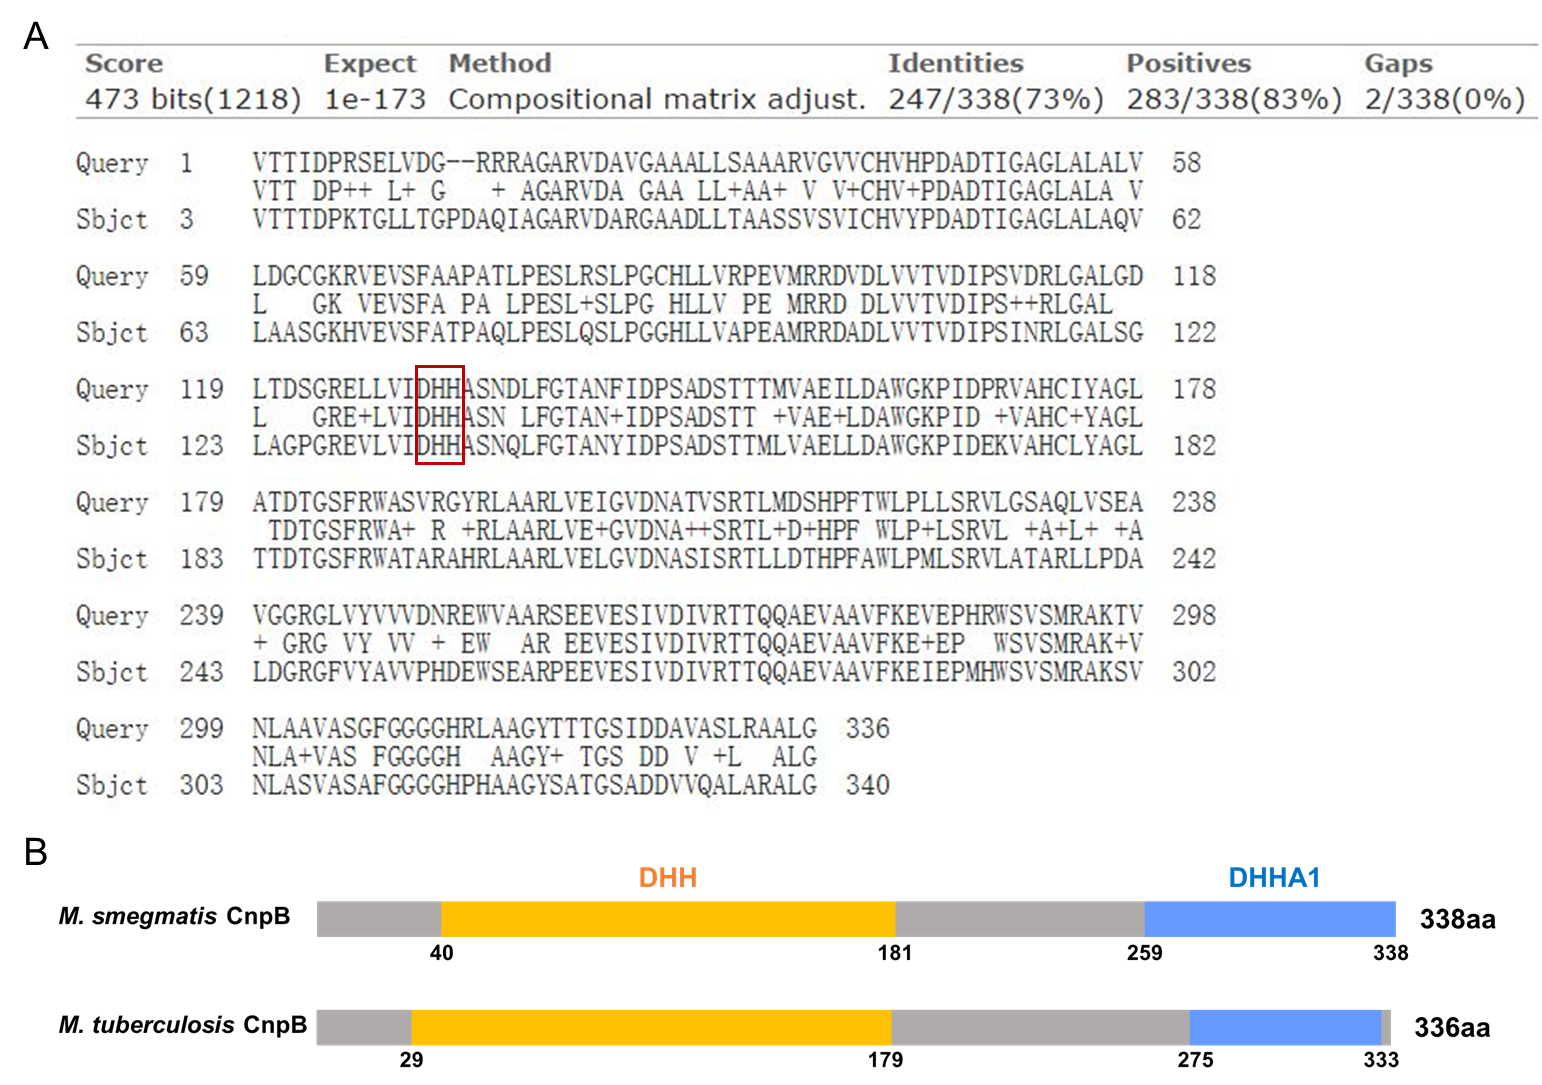 A
Score Expect Method Identities Positives Gaps
473 bits(1218) 1e-173 Compositional matrix adjust. 247/338(73%) 283/338(83%) 2/338(0%)
Query 1 VTTIDPRSELVDG--RRRAGARVDAVGAAALLSAAARVGVVCHVHPDADTIGAGLALALV 58
VTT DP++ L+ G   + AGARVDA GAA LL+AA+ V V+CHV+PDADTIGAGLALA V
Sbjct 3 VTTTDPKTGLLTGPDAQIAGARVDARGAADLLTAASSVSVICHVYPDADTIGAGLALAQV 62
Query 59 LDGCGKRVEVSFAAPATLPESLRSLPGCHLLVRPEVMRRDVDLVVTVDIPSVDRLGALGD 118
L   GK VEVSFA PA LPESL+SLPG HLLV PE MRRD DLVVTVDIPS++RLGAL
Sbjct 63 LAASGKHVEVSFATPAQLPESLQSLPGGHLLVAPEAMRRDADLVVTVDIPSINRLGALSG 122
Query 119 LTDSGRELLVIDHHASNDLFGTANFIDPSADSTTTMVAEILDAWGKPIDPRVAHCIYAGL 178
L   GRE+LVIDHHASN LFGTAN+IDPSADSTT +VAE+LDAWGKPID +VAHC+YAGL
Sbjct 123 LAGPGREVLVIDHHASNQLFGTANYIDPSADSTTMLVAELLDAWGKPIDEKVAHCLYAGL 182
Query 179 ATDTGSFRWASVRGYRLAARLVEIGVDNATVSRTLMDSHPFTWLPLLSRVLGSAQLVSEA 238
TDTGSFRWA+ R +RLAARLVE+GVDNA++SRTL+D+HPF WLP+LSRVL +A+L+ +A
Sbjct 183 TTDTGSFRWATARAHRLAARLVELGVDNASISRTLLDTHPFAWLPMLSRVLATARLLPDA 242
Query 239 VGGRGLVYVVVDNREWVAARSEEVESIVDIVRTTQQAEVAAVFKEVEPHRWSVSMRAKTV 298
+ GRG VY VV + EW  AR EEVESIVDIVRTTQQAEVAAVFKE+EP  WSVSMRAK+V
Sbjct 243 LDGRGFVYAVVPHDEWSEARPEEVESIVDIVRTTQQAEVAAVFKEIEPMHWSVSMRAKSV 302
Query 299 NLAAVASGFGGGGHRLAAGYTTTGSIDDAVASLRAALG 336
NLA+VAS FGGGGH  AAGY+ TGS DD V +L  ALG
Sbjct 303 NLASVASAFGGGGHPHAAGYSATGSADDVVQALARALG 340
B
DHH DHHA1
M. smegmatis CnpB 338aa
40 181 259 338
M. tuberculosis CnpB 336aa
29 179 275 333